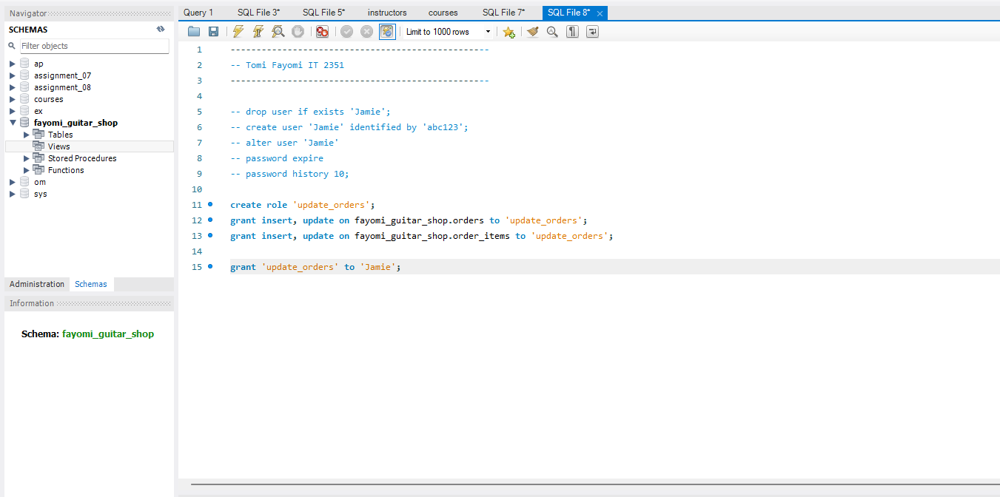 Navigator
SCHEMAS
Filter objects
ap
assignment_07
assignment_08
courses
ex
fayomi_guitar_shop
Tables
Views
Stored Procedures
Functions
om
sys
Administration Schemas
Information
Schema: fayomi_guitar_shop
Query 1 SQL File 3* SQL File 5* instructors courses SQL File 7* SQL File 8*
Limit to 1000 rows
1 --------------------------------------------------
2 -- Tomi Fayomi IT 2351
3 --------------------------------------------------
4
5 -- drop user if exists 'Jamie';
6 -- create user 'Jamie' identified by 'abc123';
7 -- alter user 'Jamie'
8 -- password expire
9 -- password history 10;
10
11 create role 'update_orders';
12 grant insert, update on fayomi_guitar_shop.orders to 'update_orders';
13 grant insert, update on fayomi_guitar_shop.order_items to 'update_orders';
14
15 grant 'update_orders' to 'Jamie';